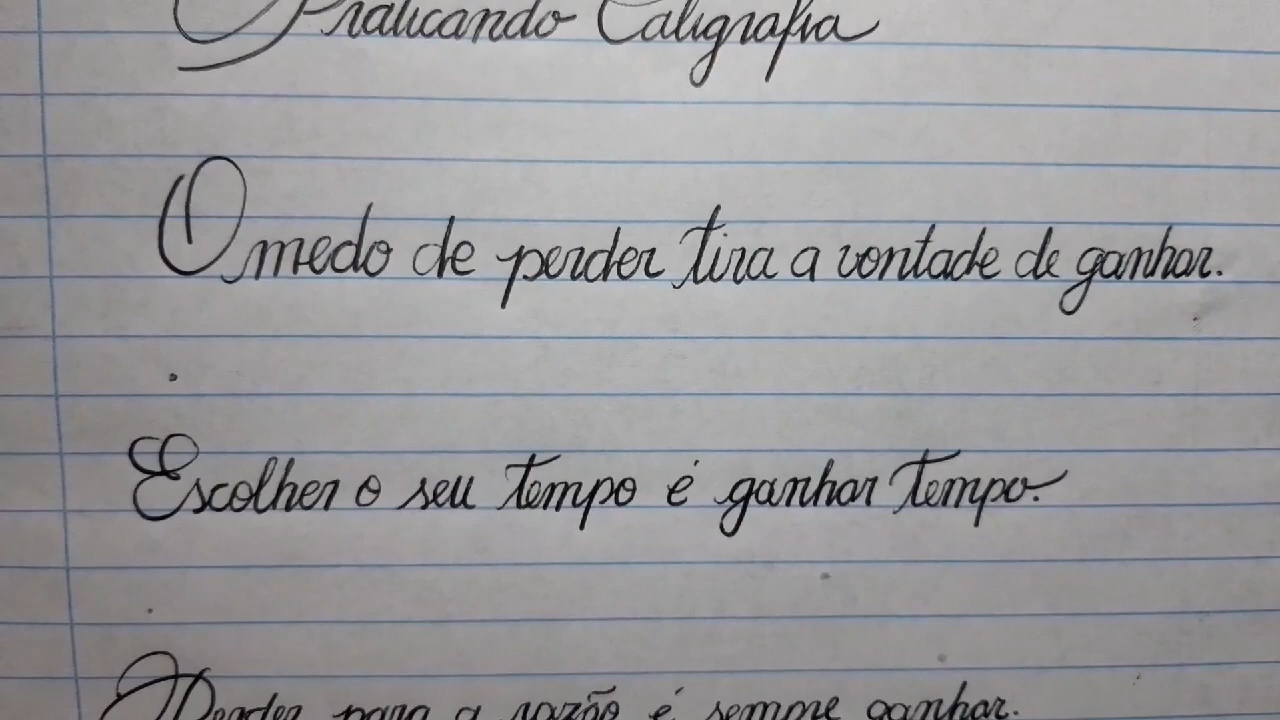 Praticando Caligrafia
O medo de perder tira a vontade de ganhar.
Escolher o seu tempo é ganhar tempo.
Perder para a razão é sempre ganhar.